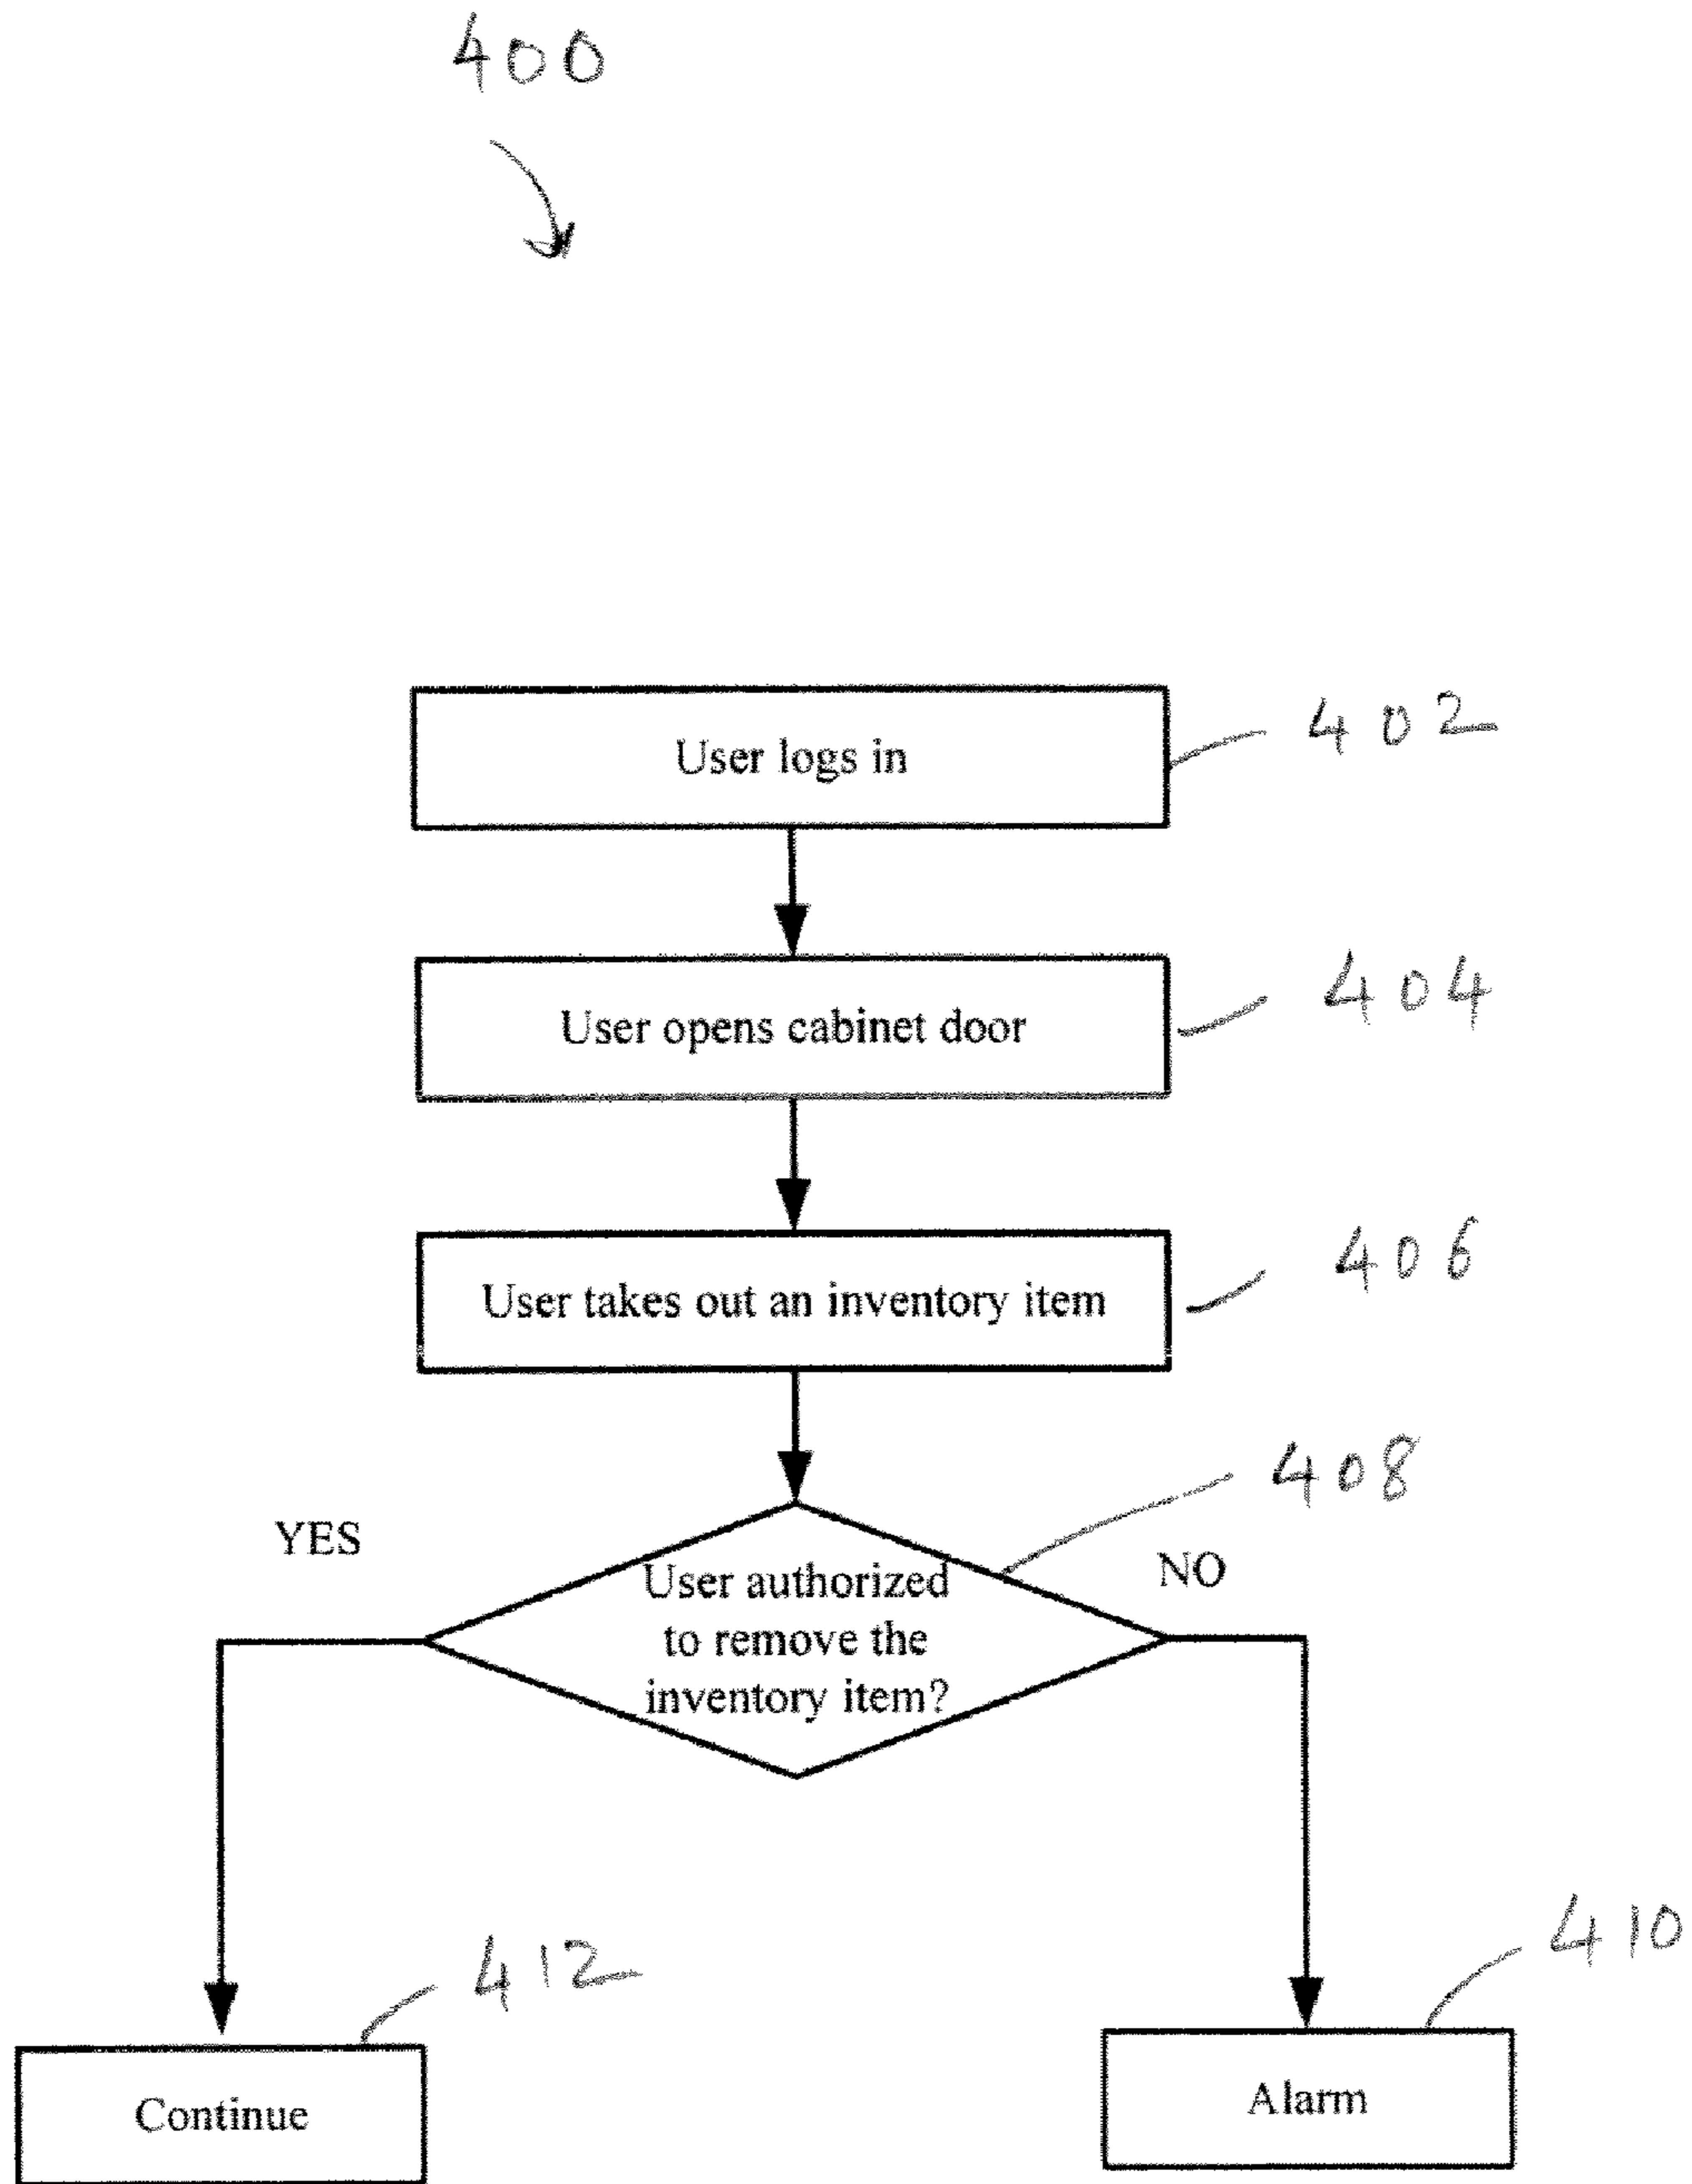 400
User logs in
402
User opens cabinet door
404
User takes out an inventory item
406
408
YES
NO
User authorized
to remove the
inventory item?
412
410
Continue
Alarm